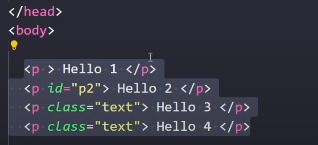 </head>
<body>
<p > Hello 1 </p>
<p id="p2"> Hello 2 </p>
<p class="text"> Hello 3 </p>
<p class="text"> Hello 4 </p>